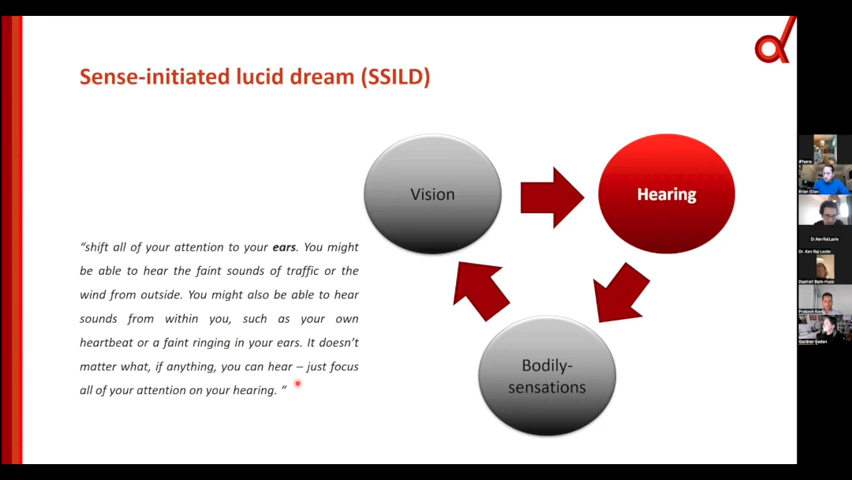 Sense-initiated lucid dream (SSILD)
Vision
Hearing
“shift all of your attention to your ears. You might
be able to hear the faint sounds of traffic or the
wind from outside. You might also be able to hear
sounds from within you, such as your own
heartbeat or a faint ringing in your ears. It doesn’t
matter what, if anything, you can hear – just focus
all of your attention on your hearing. “
Bodily-
sensations
iPhone